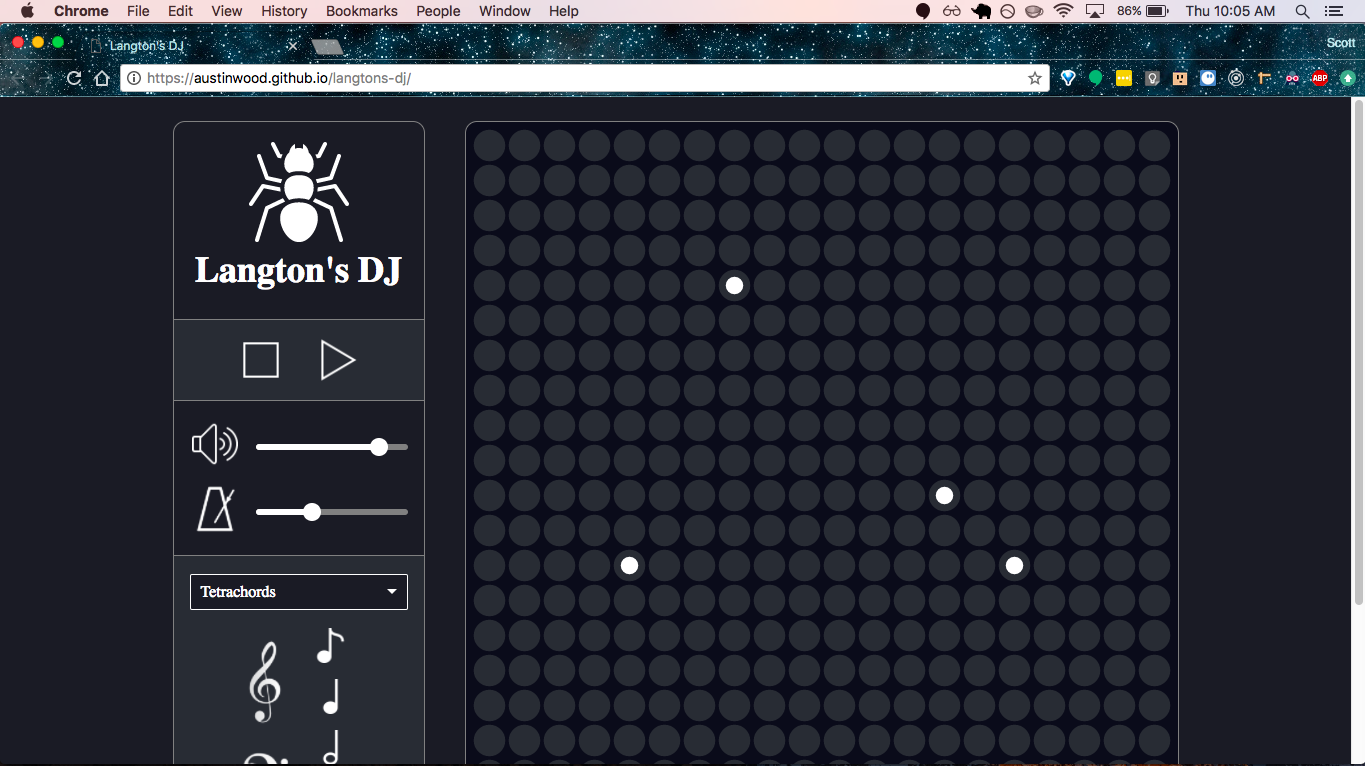 Chrome File Edit View History Bookmarks People Window Help 86% Thu 10:05 AM
Langton's DJ Scott
https://austinwood.github.io/langtons-dj/ ABP
Langton's DJ
Tetrachords